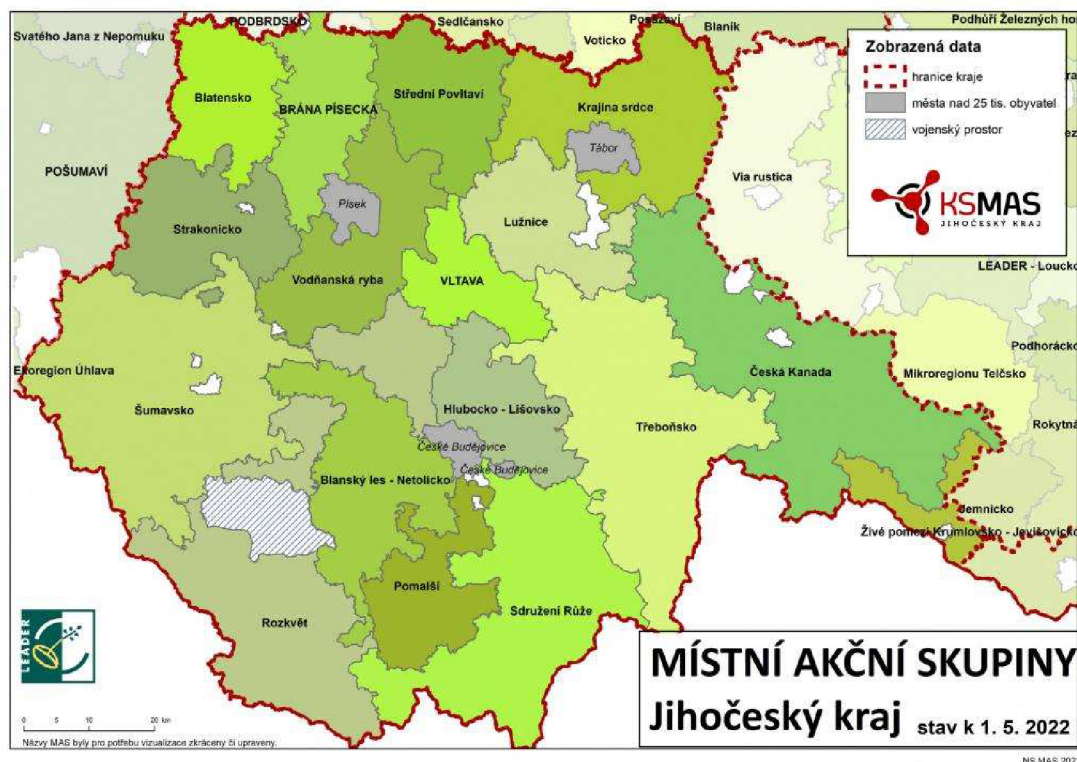 PODBRDSKO
Sedlčansko
Posázaví
Podhůří Železných hor
Svatého Jana z Nepomuku
Voticko
Blaník
Zobrazená data
hranice kraje
města nad 25 tis. obyvatel
vojenský prostor
KSMAS
JIHOČESKÝ KRAJ
Blatensko
BRÁNA PÍSECKÁ
Střední Povltaví
Krajina srdce
Tábor
POŠUMAVÍ
Via rustica
Písek
Strakonicko
Lužnice
LEADER - Loucko
Vodňanská ryba
VLTAVA
Podhorácko
Ekoregion Úhlava
Česká Kanada
Mikroregionu Telčsko
Šumavsko
Hlubocko - Lišovsko
Třeboňsko
Rokytná
České Budějovice
České Budějovice
Blanský les - Netolicko
Jemnicko
Živé pomezí Krumlovsko - Jevišovicko
Pomalší
Sdružení Růže
Rozkvět
LEADER
MÍSTNÍ AKČNÍ SKUPINY
Jihočeský kraj stav k 1. 5. 2022
0 5 10 20 km
Názvy MAS byly pro potřebu vizualizace zkráceny či upraveny.
NS MAS 202